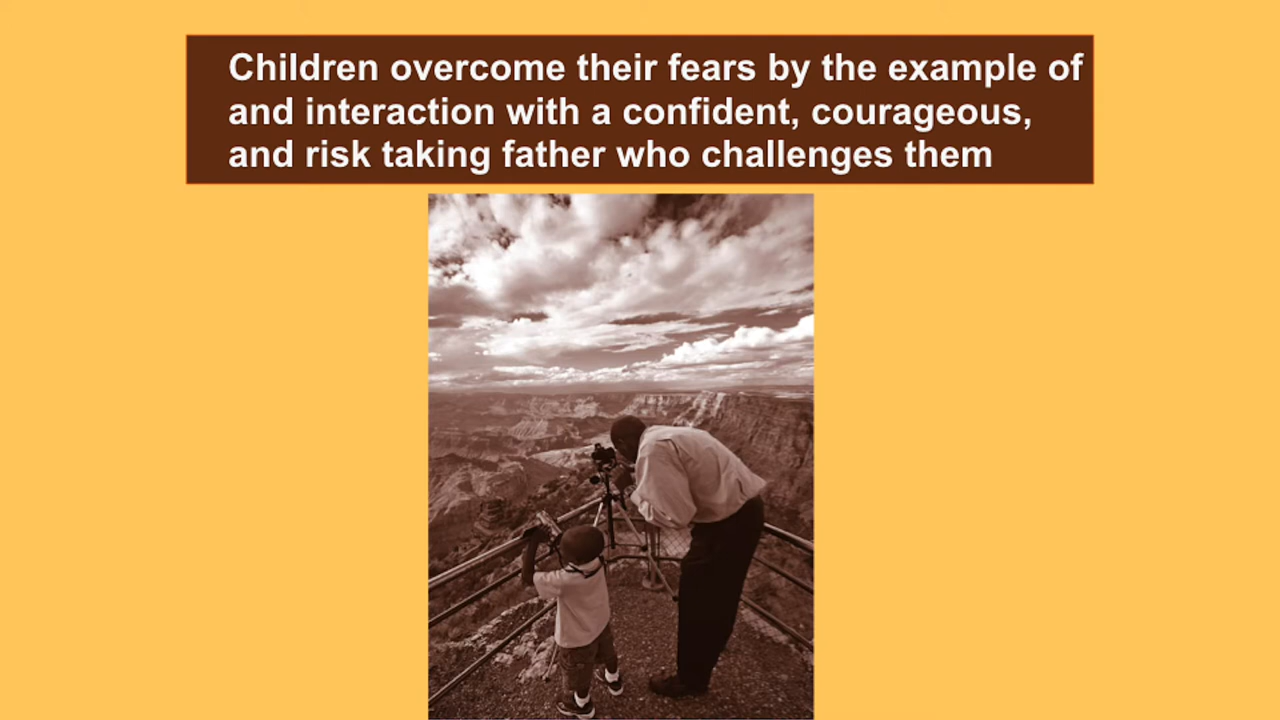 Children overcome their fears by the example of
and interaction with a confident, courageous,
and risk taking father who challenges them